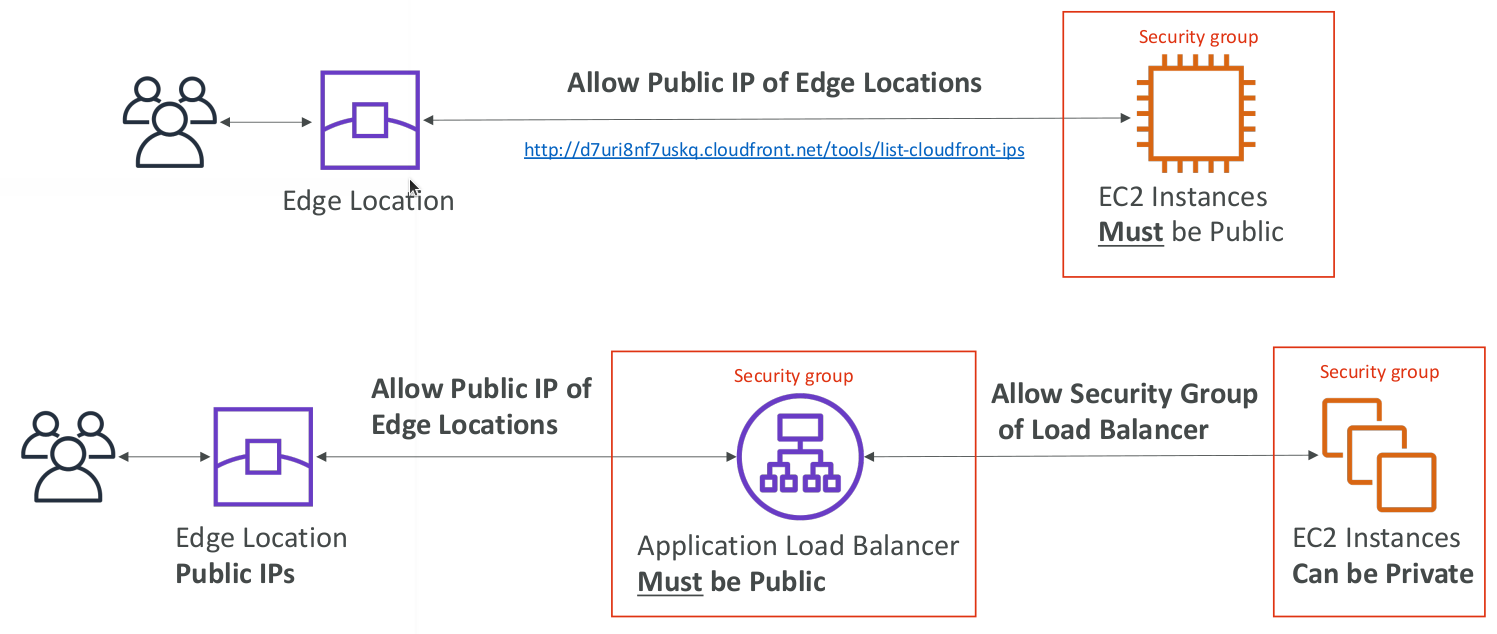 Security group
Allow Public IP of Edge Locations
http://d7uri8nf7uskq.cloudfront.net/tools/list-cloudfront-ips
Edge Location
EC2 Instances
Must be Public
Allow Public IP of
Edge Locations
Security group
Allow Security Group
of Load Balancer
Security group
Edge Location
Public IPs
Application Load Balancer
Must be Public
EC2 Instances
Can be Private